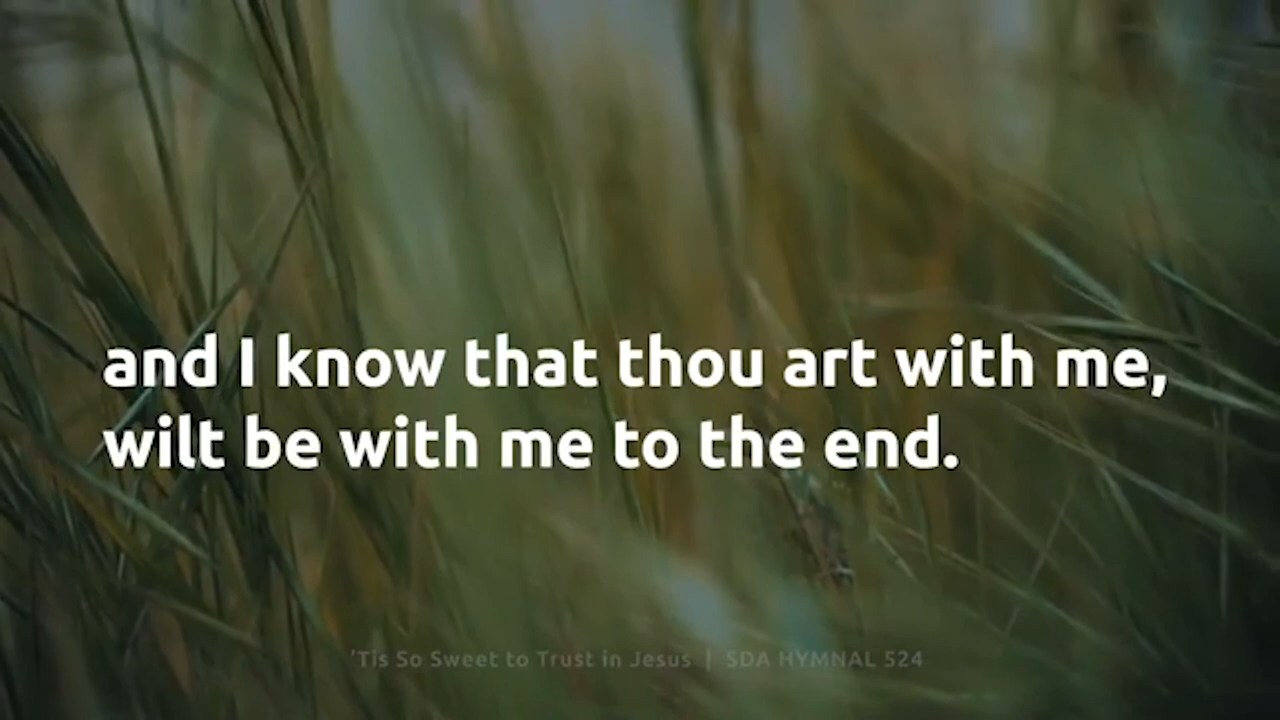 and I know that thou art with me,
wilt be with me to the end.
'Tis So Sweet to Trust in Jesus | SDA HYMNAL 524